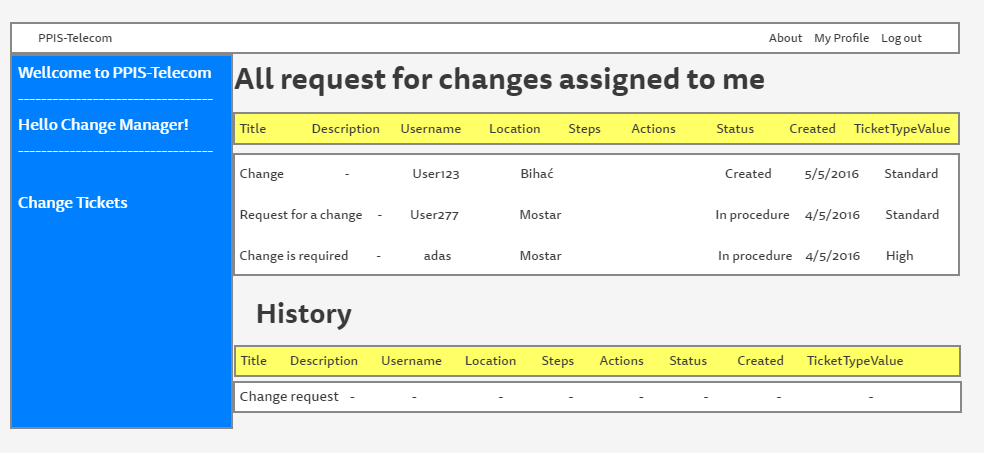 PPIS-Telecom About My Profile Log out
Wellcome to PPIS-Telecom
----------------------------------
Hello Change Manager!
----------------------------------
Change Tickets
All request for changes assigned to me
Title Description Username Location Steps Actions Status Created TicketTypeValue
Change - User123 Bihać Created 5/5/2016 Standard
Request for a change - User277 Mostar In procedure 4/5/2016 Standard
Change is required - adas Mostar In procedure 4/5/2016 High
History
Title Description Username Location Steps Actions Status Created TicketTypeValue
Change request - - - - - - - -